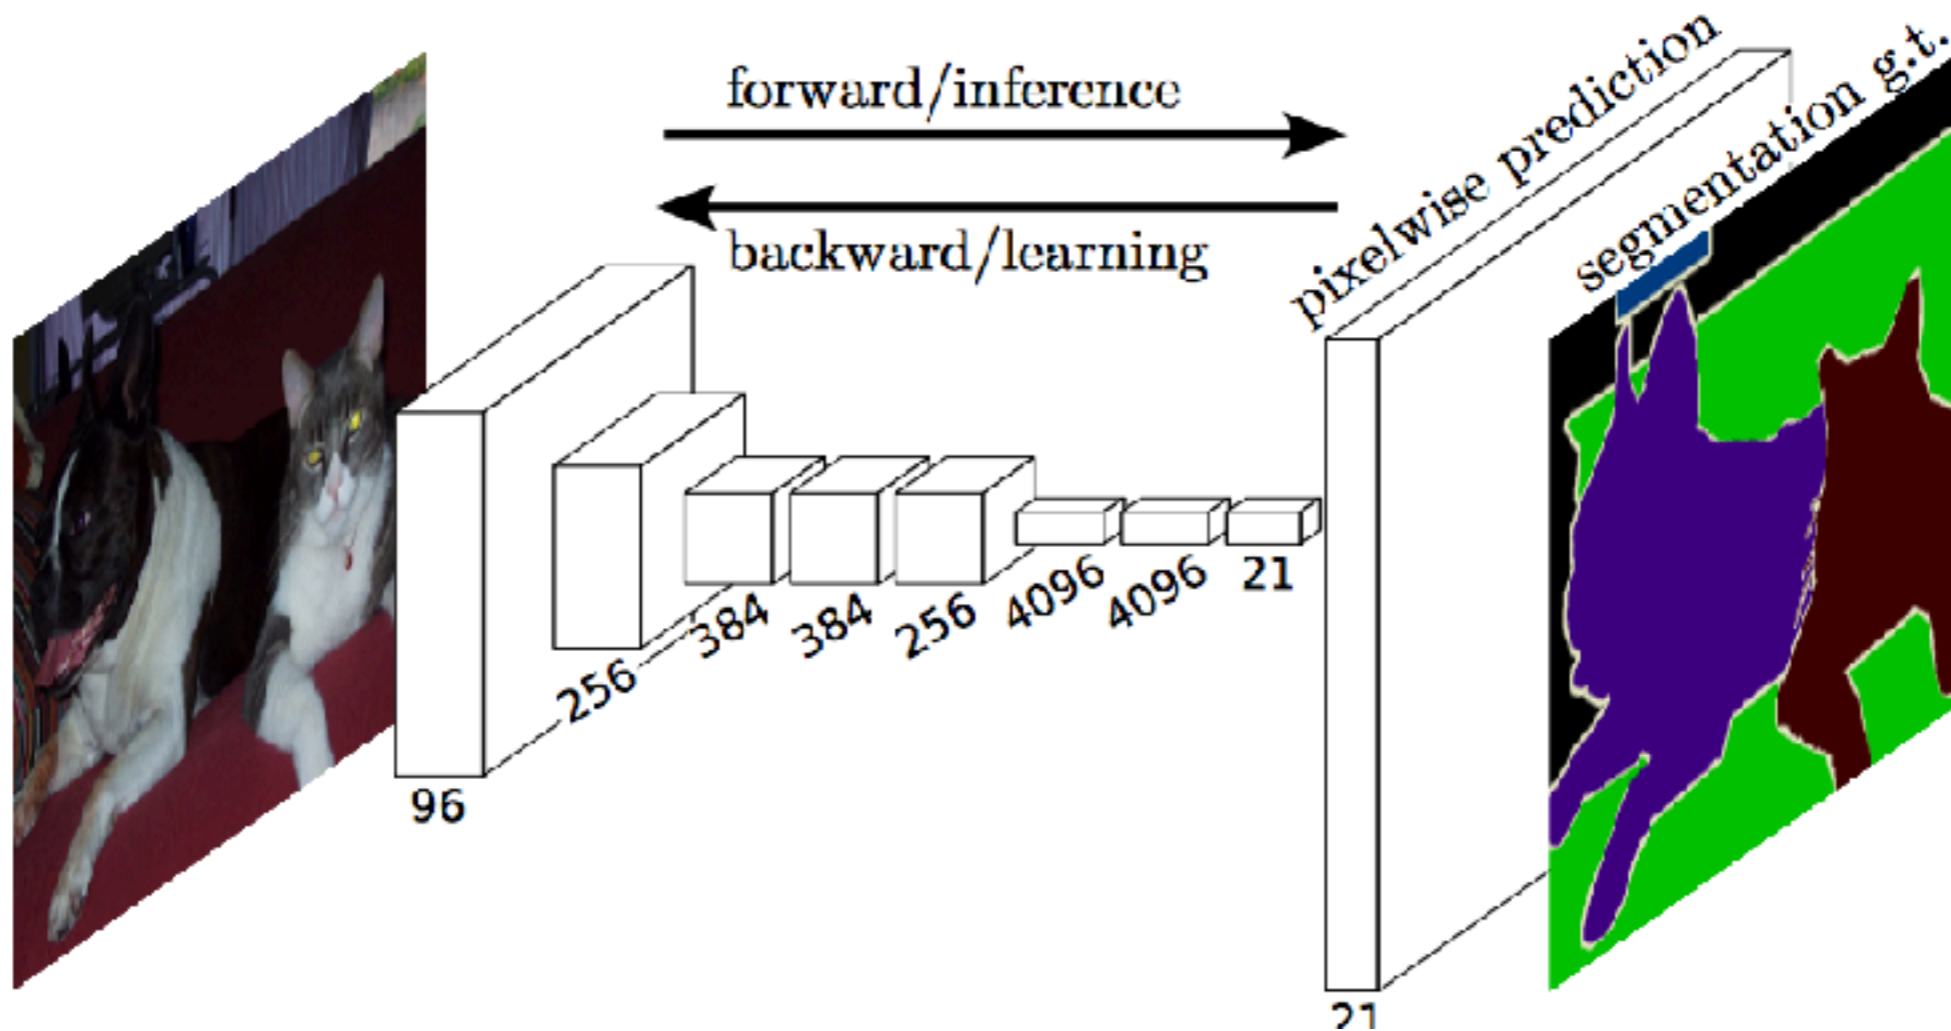 forward/inference
backward/learning
pixelwise prediction
segmentation g.t.
96
256
384
384
256
4096
4096
21
21